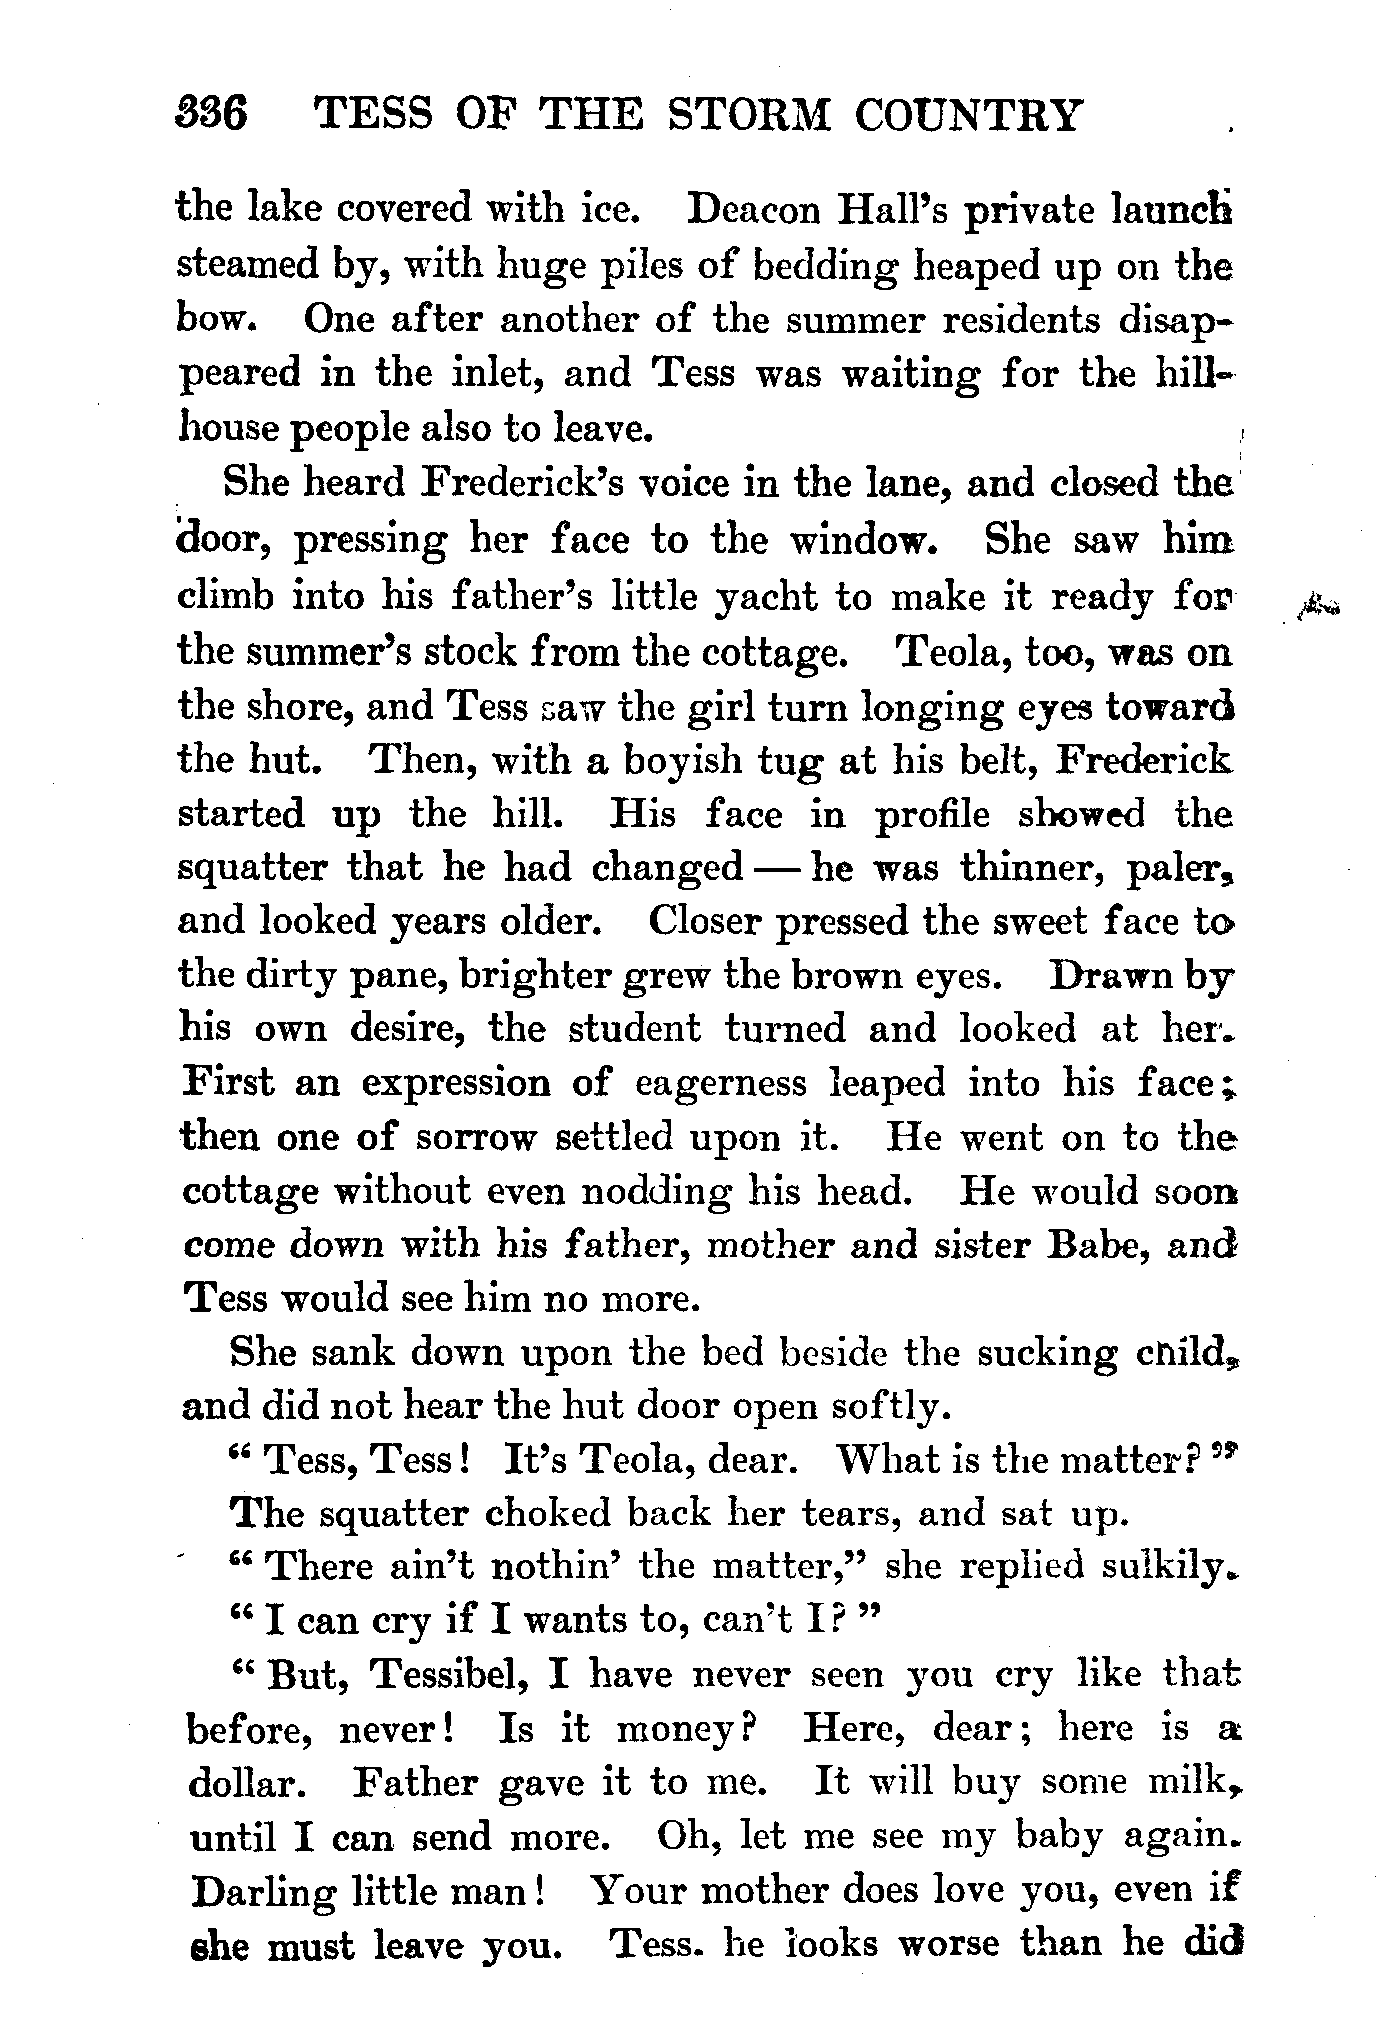 336 TESS OF THE STORM COUNTRY
the lake covered with ice. Deacon Hall's private launch
steamed by, with huge piles of bedding heaped up on the
bow. One after another of the summer residents disap-
peared in the inlet, and Tess was waiting for the hill-
house people also to leave.
She heard Frederick's voice in the lane, and closed the
door, pressing her face to the window. She saw him
climb into his father's little yacht to make it ready for
the summer's stock from the cottage. Teola, too, was on
the shore, and Tess saw the girl turn longing eyes toward
the hut. Then, with a boyish tug at his belt, Frederick
started up the hill. His face in profile showed the
squatter that he had changed — he was thinner, paler,
and looked years older. Closer pressed the sweet face to
the dirty pane, brighter grew the brown eyes. Drawn by
his own desire, the student turned and looked at her.
First an expression of eagerness leaped into his face;
then one of sorrow settled upon it. He went on to the
cottage without even nodding his head. He would soon
come down with his father, mother and sister Babe, and
Tess would see him no more.
She sank down upon the bed beside the sucking child,
and did not hear the hut door open softly.
" Tess, Tess! It's Teola, dear. What is the matter? "
The squatter choked back her tears, and sat up.
" There ain't nothin' the matter," she replied sulkily.
" I can cry if I wants to, can't I? "
" But, Tessibel, I have never seen you cry like that
before, never! Is it money? Here, dear; here is a
dollar. Father gave it to me. It will buy some milk,
until I can send more. Oh, let me see my baby again.
Darling little man! Your mother does love you, even if
she must leave you. Tess. he looks worse than he did